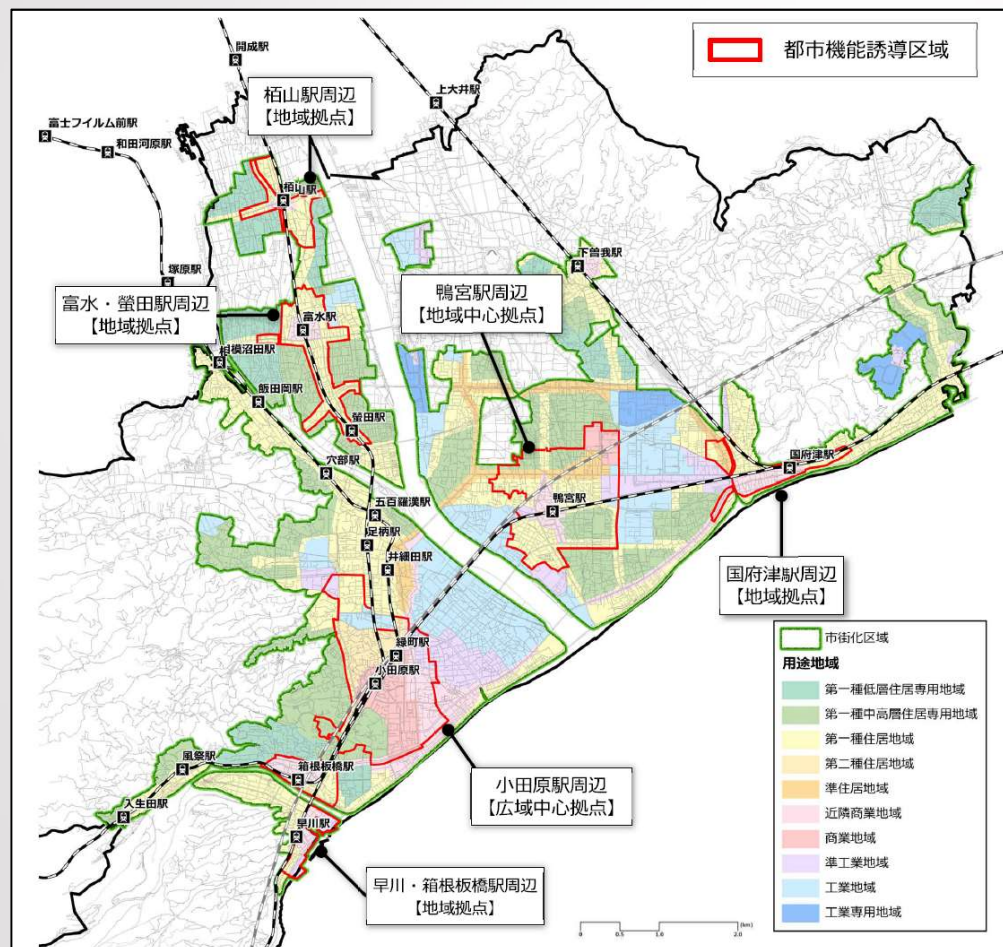 都市機能誘導区域
開成駅
栢山駅周辺
【地域拠点】
上大井駅
富士フイルム前駅
和田河原駅
栢山駅
塚原駅
下曽我駅
富水・螢田駅周辺
【地域拠点】
鴨宮駅周辺
【地域中心拠点】
富水駅
相模沼田駅
飯田岡駅
螢田駅
穴部駅
国府津駅
五百羅漢駅
鴨宮駅
足柄駅
井細田駅
国府津駅周辺
【地域拠点】
緑町駅
小田原駅
市街化区域
用途地域
第一種低層住居専用地域
第一種中高層住居専用地域
第一種住居地域
第二種住居地域
準住居地域
近隣商業地域
商業地域
準工業地域
工業地域
工業専用地域
風祭駅
箱根板橋駅
入生田駅
小田原駅周辺
【広域中心拠点】
早川駅
早川・箱根板橋駅周辺
【地域拠点】
(km)
0 0.5 1.0 2.0